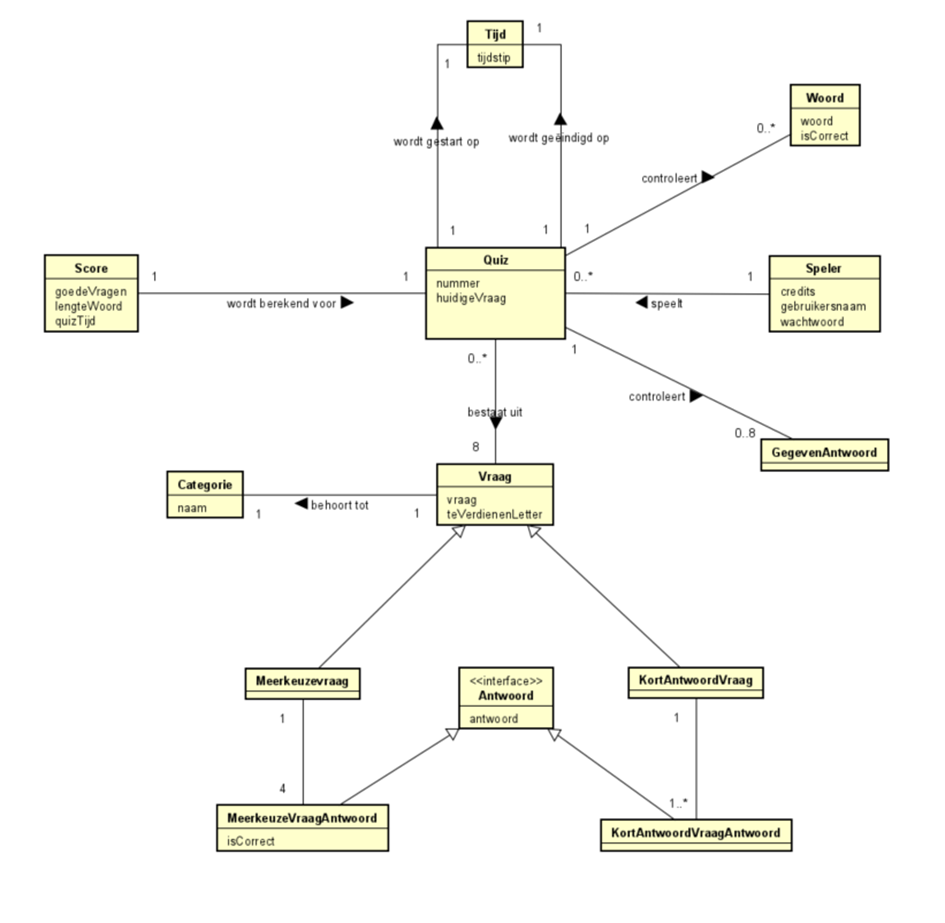 Tijd
tijdstip
1
1
wordt gestart op
wordt geëindigd op
1
1
Woord
woord
isCorrect
0..*
controleert
1
Score
goedeVragen
lengteWoord
quizTijd
1
wordt berekend voor
1
Quiz
nummer
huidigeVraag
0..*
speelt
1
Speler
credits
gebruikersnaam
wachtwoord
1
controleert
0..8
GegevenAntwoord
0..*
bestaat uit
8
Vraag
vraag
teVerdienenLetter
Categorie
naam
1
behoort tot
1
Meerkeuzevraag
1
4
MeerkeuzeVraagAntwoord
isCorrect
<<interface>>
Antwoord
antwoord
KortAntwoordVraag
1
1..*
KortAntwoordVraagAntwoord